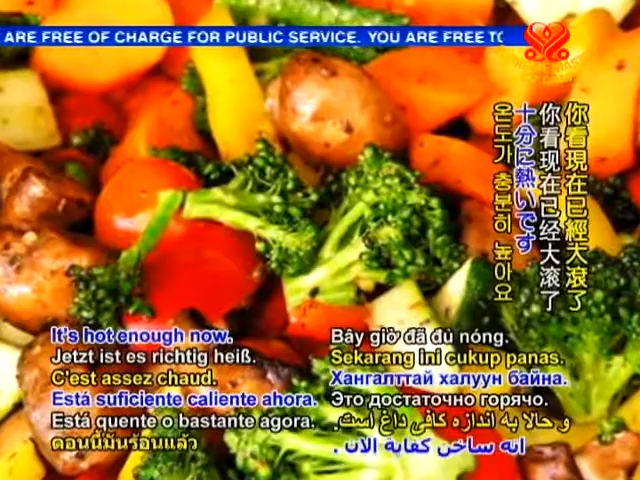 ARE FREE OF CHARGE FOR PUBLIC SERVICE. YOU ARE FREE TO
你看現在已經大滾了
你看现在已经大滚了
十分に熱いです
온도가 충분히 높아요
It's hot enough now.
Jetzt ist es richtig heiß.
C'est assez chaud.
Está suficiente caliente ahora.
Está quente o bastante agora.
ตอนนี้มันร้อนแล้ว
Bây giờ đã đủ nóng.
Sekarang ini cukup panas.
Хангалттай халуун байна.
Это достаточно горячо.
و حالا به اندازه کافی داغ است.
انه ساخن كفاية الآن .